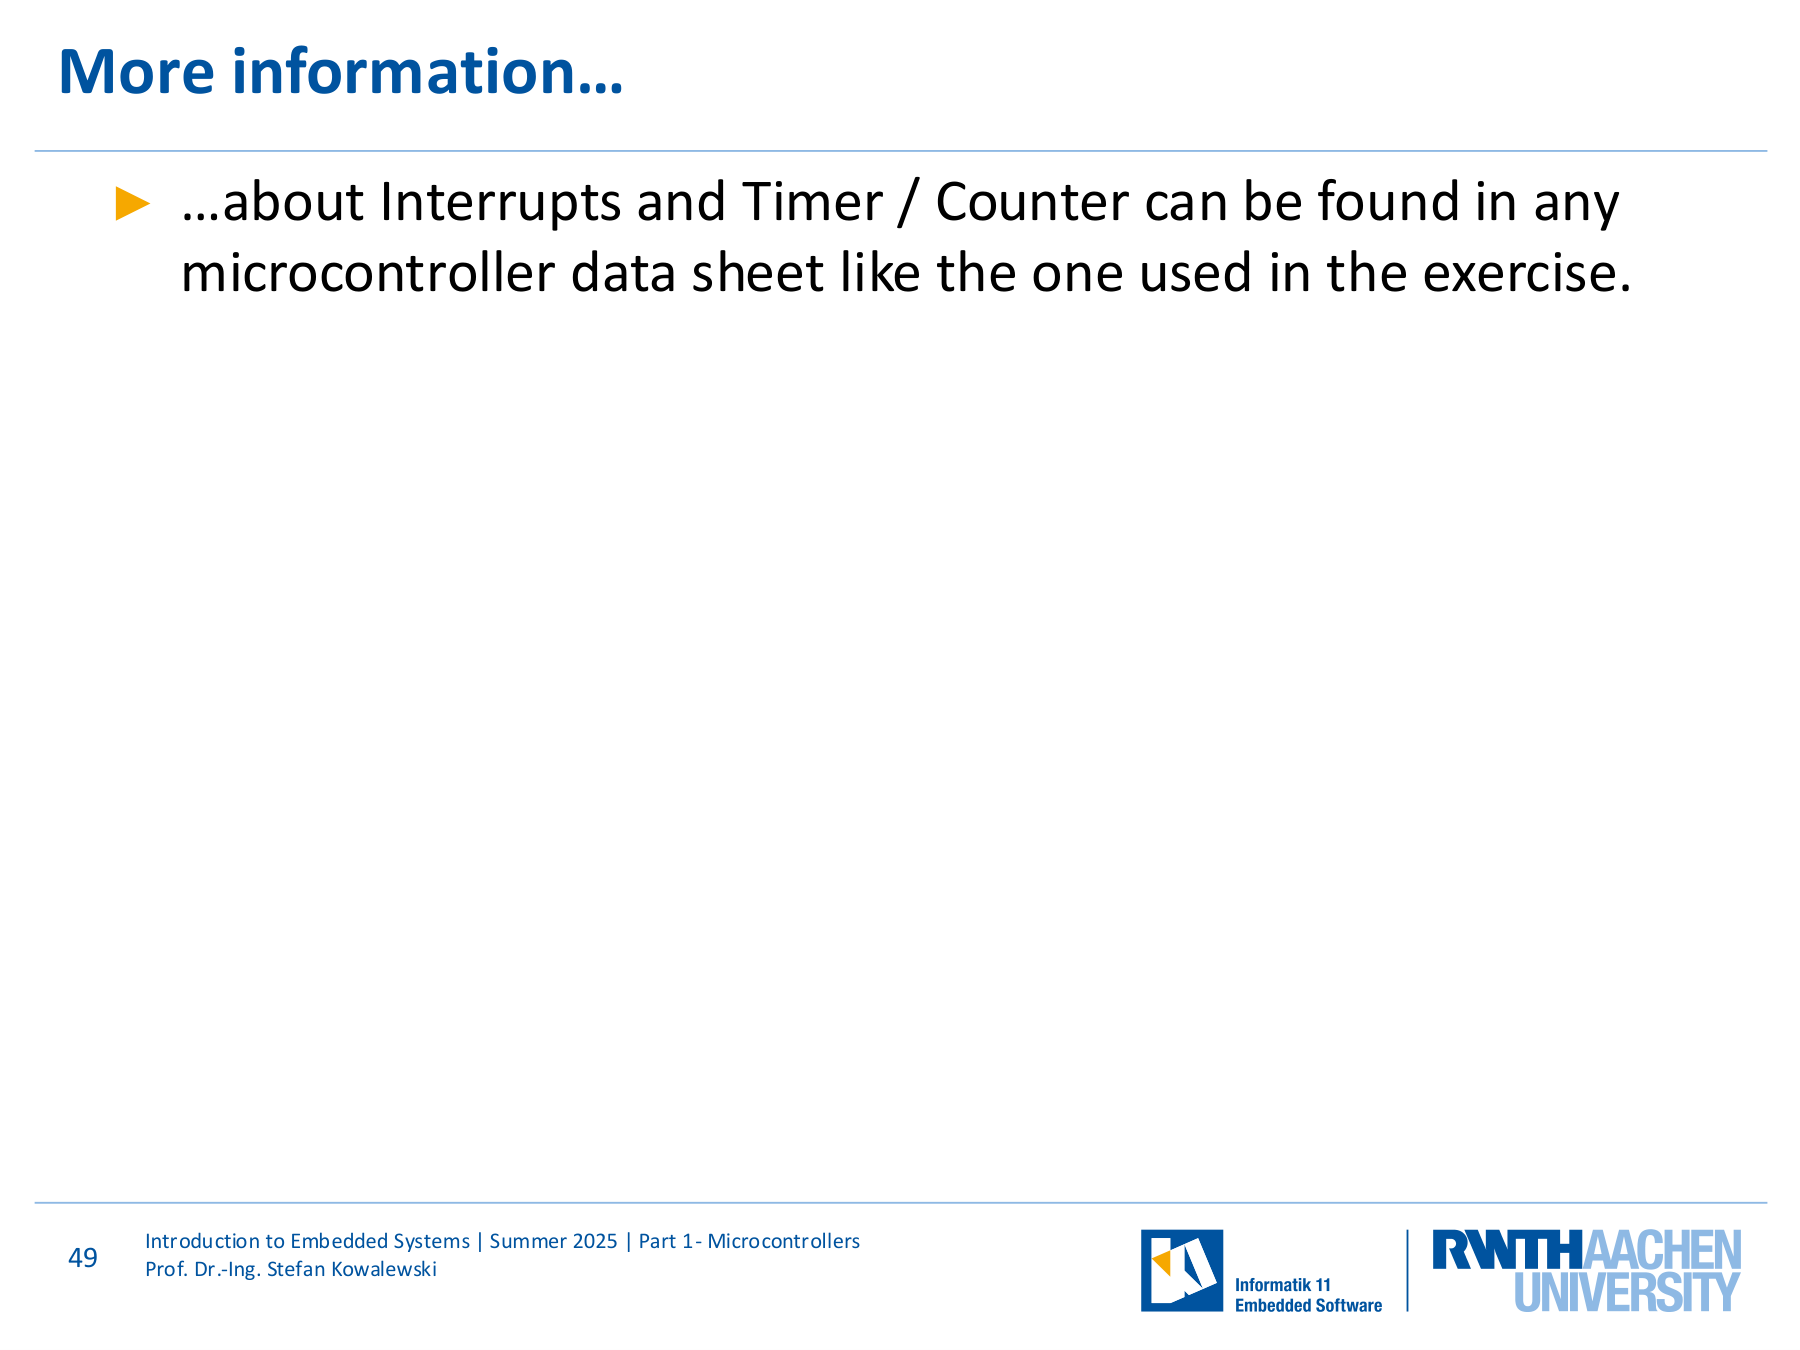 More information…
…about Interrupts and Timer / Counter can be found in any
microcontroller data sheet like the one used in the exercise.
49
Introduction to Embedded Systems | Summer 2025 | Part 1- Microcontrollers
Prof. Dr.-Ing. Stefan Kowalewski
Informatik 11
Embedded Software
RWTHAACHEN
UNIVERSITY